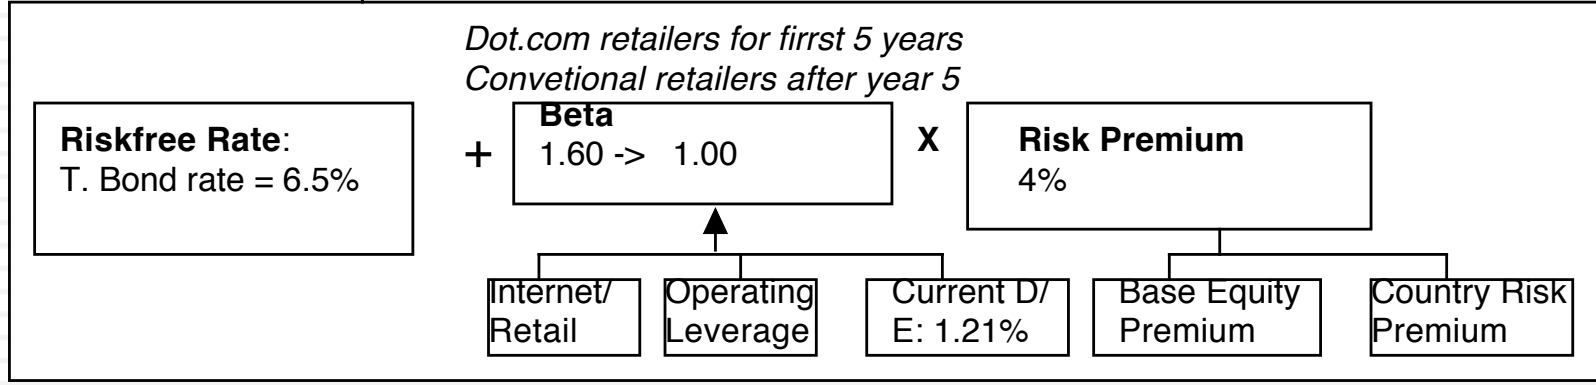 Dot.com retailers for firrst 5 years
Convetional retailers after year 5
Riskfree Rate:
T. Bond rate = 6.5%
+
Beta
1.60 -> 1.00
X
Risk Premium
4%
Internet/
Retail
Operating
Leverage
Current D/
E: 1.21%
Base Equity
Premium
Country Risk
Premium